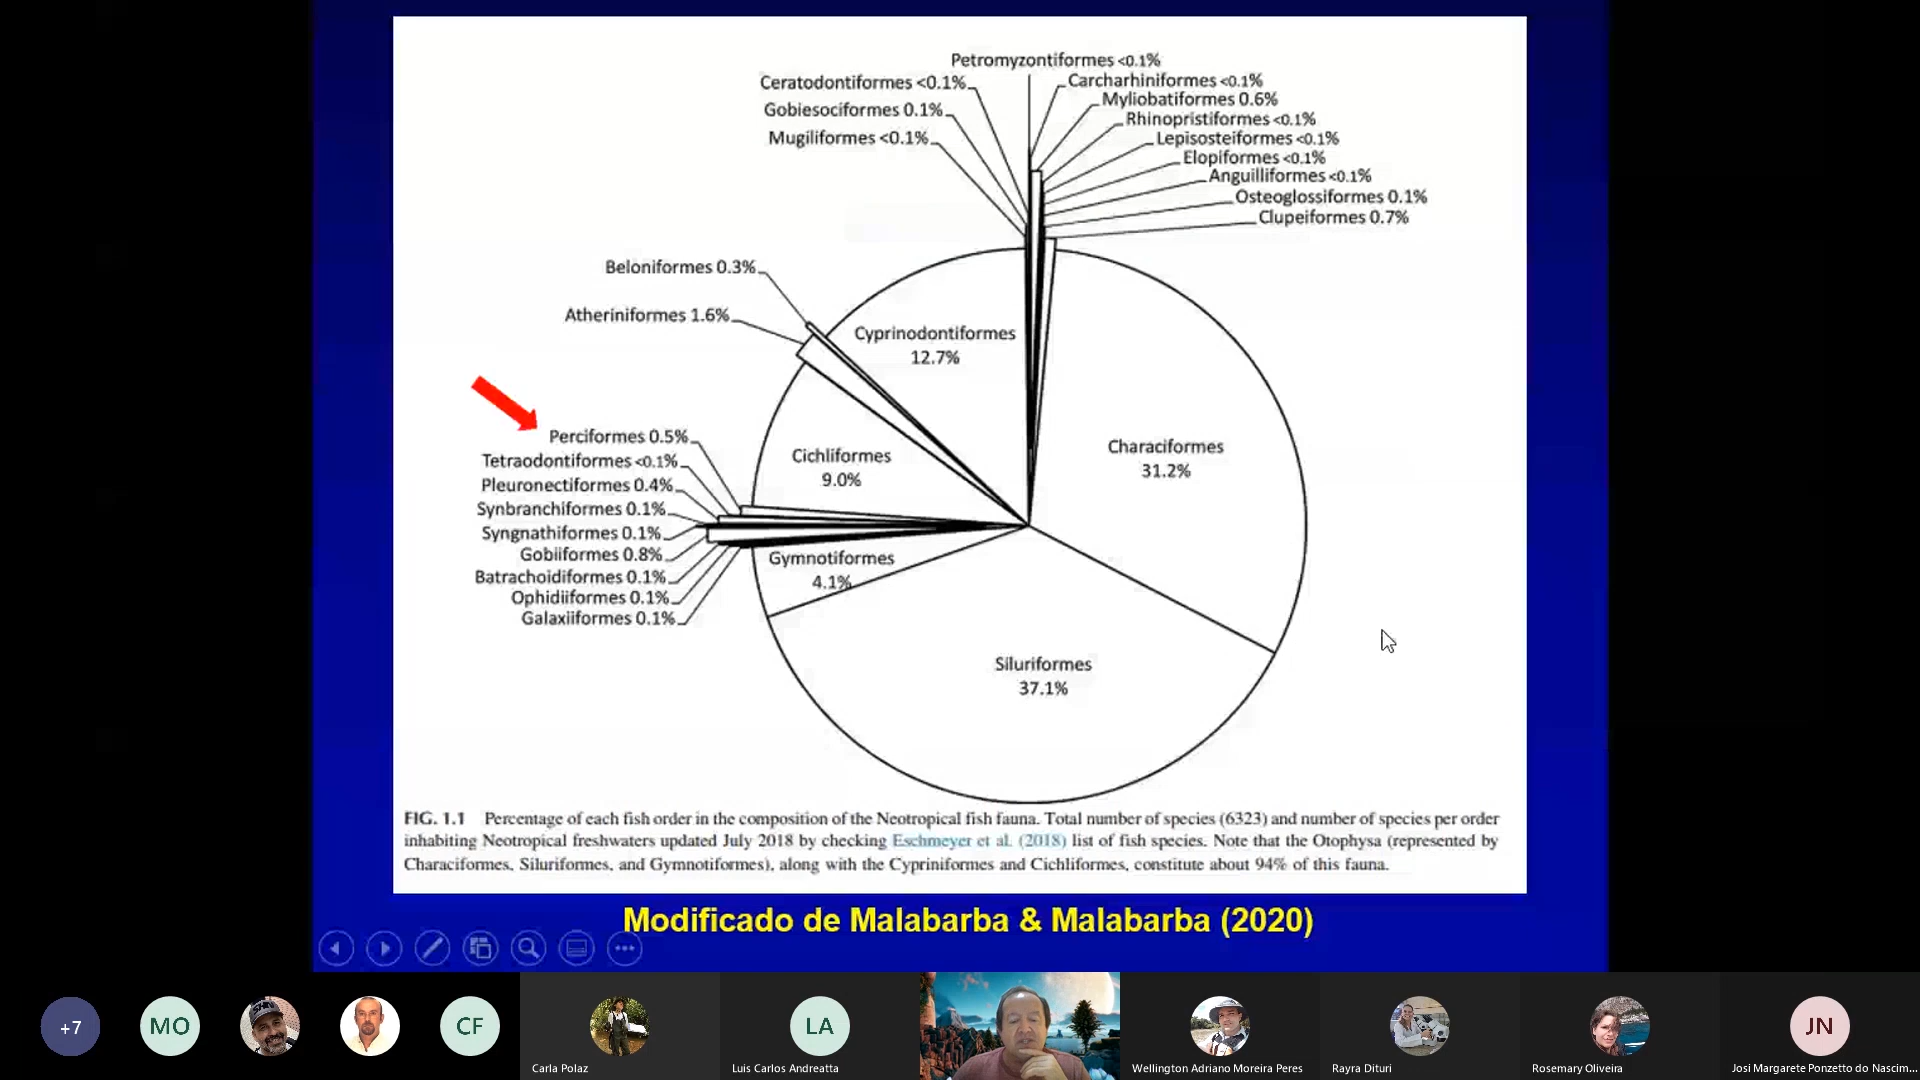 Petromyzontiformes <0.1%
Ceratodontiformes <0.1%
Carcharhiniformes <0.1%
Gobiesociformes 0.1%
Myliobatiformes 0.6%
Mugiliformes <0.1%
Rhinopristiformes <0.1%
Lepisosteiformes <0.1%
Elopiformes <0.1%
Anguilliformes <0.1%
Osteoglossiformes 0.1%
Clupeiformes 0.7%
Beloniformes 0.3%
Atheriniformes 1.6%
Cyprinodontiformes
12.7%
Perciformes 0.5%
Tetraodontiformes <0.1%
Pleuronectiformes 0.4%
Synbranchiformes 0.1%
Syngnathiformes 0.1%
Gobiiformes 0.8%
Batrachoidiformes 0.1%
Ophidiiformes 0.1%
Galaxiiformes 0.1%
Cichliformes
9.0%
Characiformes
31.2%
Gymnotiformes
4.1%
Siluriformes
37.1%
FIG. 1.1 Percentage of each fish order in the composition of the Neotropical fish fauna. Total number of species (6323) and number of species per order
inhabiting Neotropical freshwaters updated July 2018 by checking Eschmeyer et al. (2018) list of fish species. Note that the Otophysa (represented by
Characiformes, Siluriformes, and Gymnotiformes), along with the Cypriniformes and Cichliformes, constitute about 94% of this fauna.
Modificado de Malabarba & Malabarba (2020)
+7
MO
CF
LA
JN
Carla Polaz
Luis Carlos Andreatta
Wellington Adriano Moreira Peres
Rayra Dituri
Rosemary Oliveira
Josi Margarete Ponzetto do Nascim...